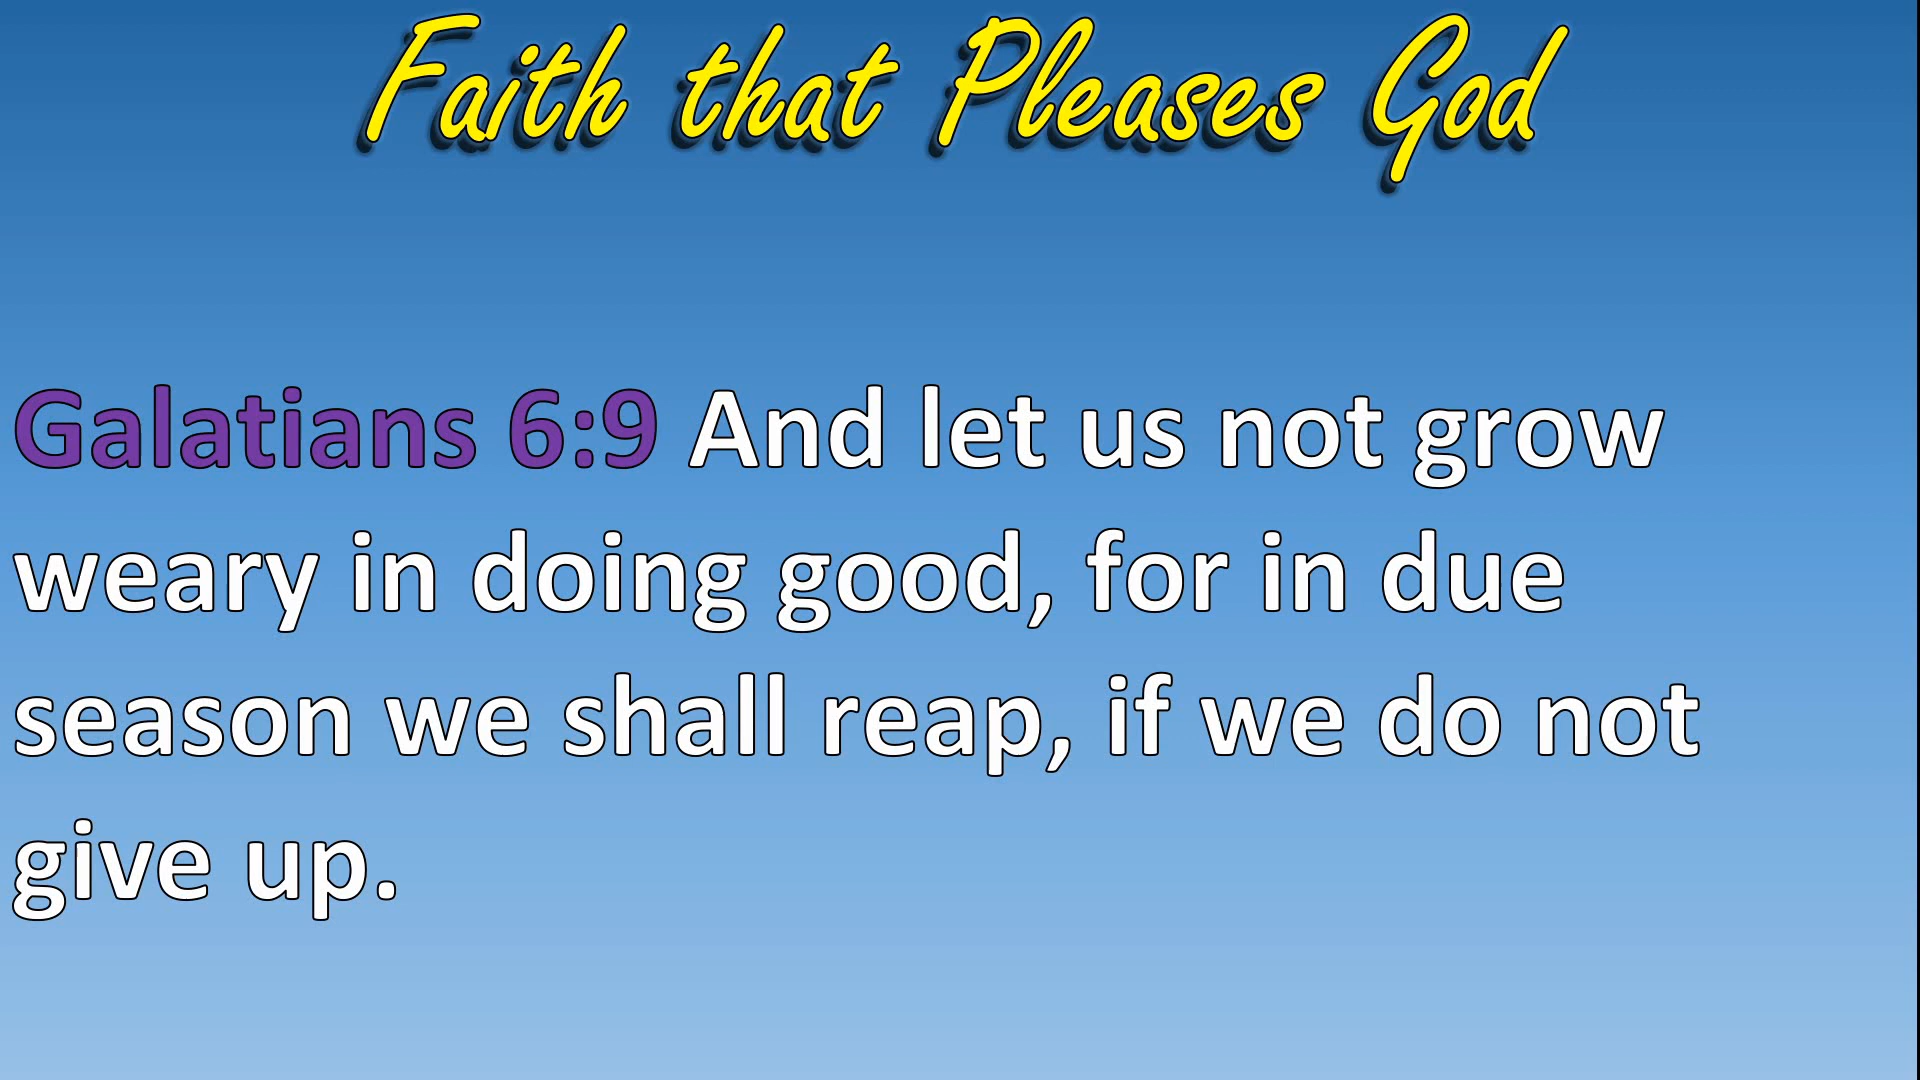 Faith that Pleases God
Galatians 6:9 And let us not grow
weary in doing good, for in due
season we shall reap, if we do not
give up.